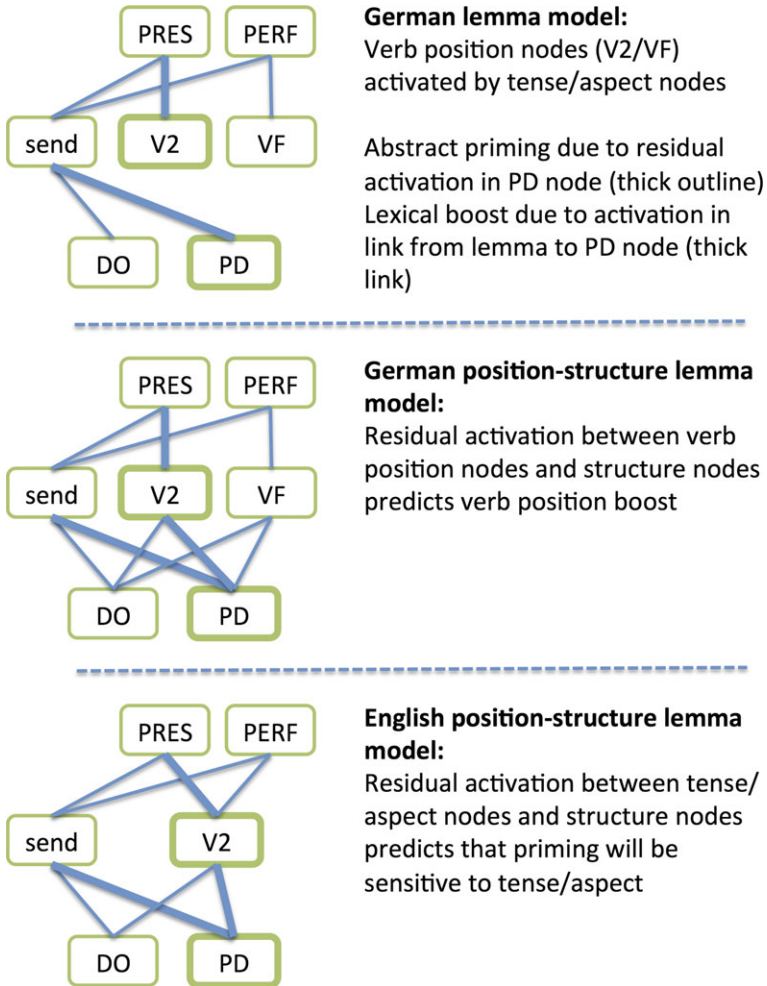 PRES PERF
send V2 VF
DO PD
German lemma model:
Verb position nodes (V2/VF)
activated by tense/aspect nodes
Abstract priming due to residual
activation in PD node (thick outline)
Lexical boost due to activation in
link from lemma to PD node (thick
link)
PRES PERF
send V2 VF
DO PD
German position-structure lemma
model:
Residual activation between verb
position nodes and structure nodes
predicts verb position boost
PRES PERF
send V2
DO PD
English position-structure lemma
model:
Residual activation between tense/
aspect nodes and structure nodes
predicts that priming will be
sensitive to tense/aspect